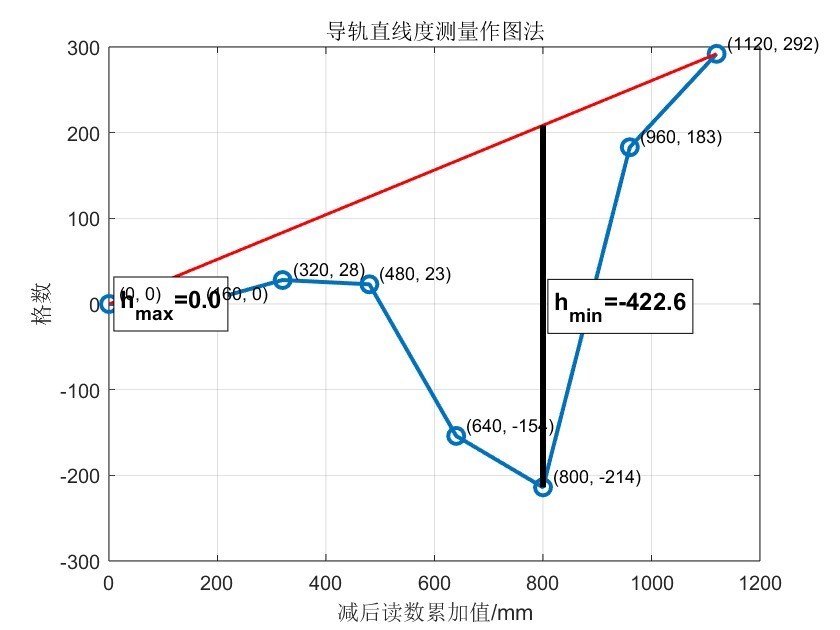 导轨直线度测量作图法
格数
300
200
100
0
-100
-200
-300
(0, 0)
(160, 0)
(320, 28)
(480, 23)
(640, -154)
(800, -214)
(960, 183)
(1120, 292)
hmax=0.0
hmin=-422.6
0 200 400 600 800 1000 1200
减后读数累加值/mm